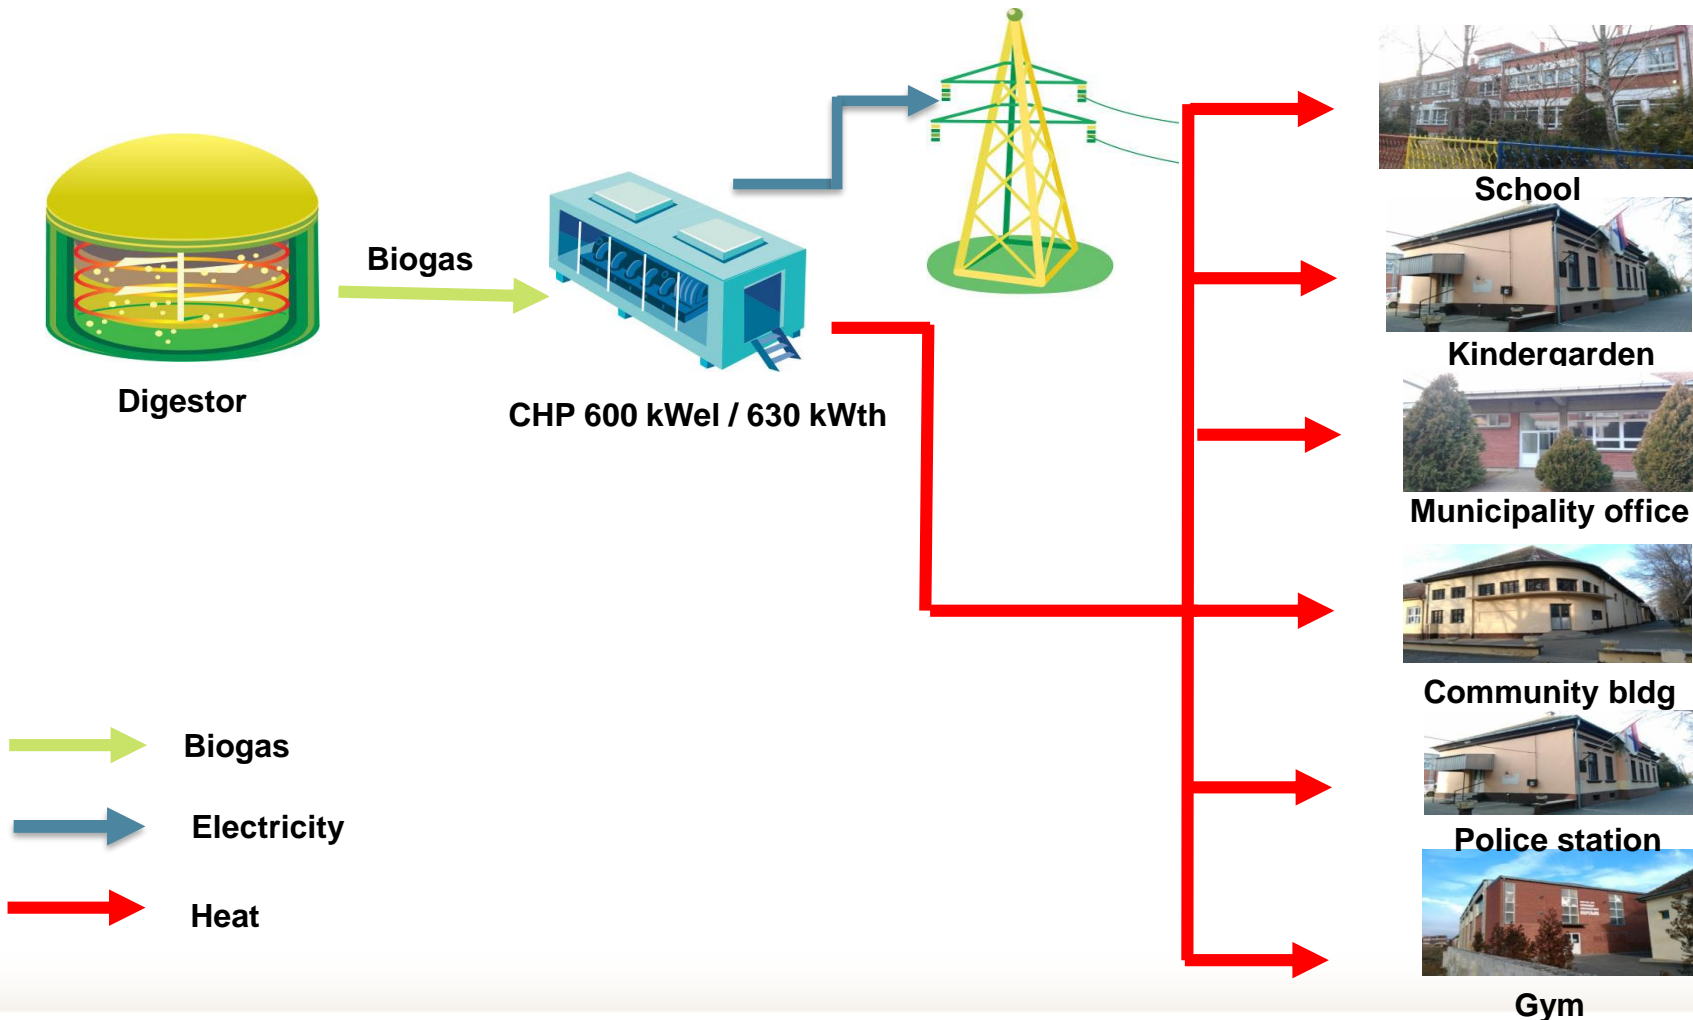 School
Biogas
Kindergarden
Digestor
CHP 600 kWel / 630 kWth
Municipality office
Community bldg
Biogas
Electricity
Police station
Heat
Gym